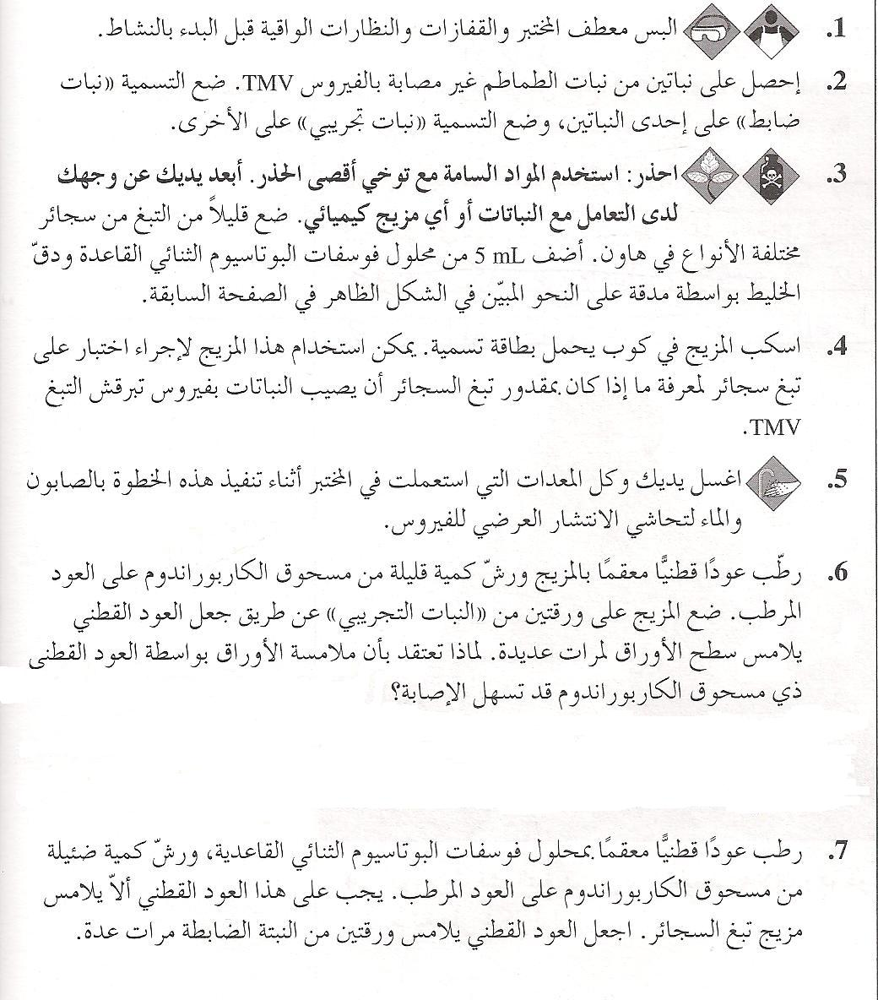 1. البس معطف المختبر والقفازات والنظارات الواقية قبل البدء بالنشاط.
2. إحصل على نباتين من نبات الطماطم غير مصابة بالفيروس TMV. ضع التسمية «نبات
ضابط» على إحدى النباتين، وضع التسمية «نبات تجريبي» على الأخرى.
3. احذر: استخدم المواد السامة مع توخي أقصى الحذر. أبعد يديك عن وجهك
لدى التعامل مع النباتات أو أي مزيج كيميائي. ضع قليلاً من التبغ من سجائر
مختلفة الأنواع في هاون. أضف 5 mL من محلول فوسفات البوتاسيوم الثنائي القاعدة ودقّ
الخليط بواسطة مدقة على النحو المبيّن في الشكل الظاهر في الصفحة السابقة.
4. اسكب المزيج في كوب يحمل بطاقة تسمية. يمكن استخدام هذا المزيج لإجراء اختبار على
تبغ سجائر لمعرفة ما إذا كان بمقدور تبغ السجائر أن يصيب النباتات بفيروس تبرقش التبغ
TMV.
5. اغسل يديك وكل المعدات التي استعملت في المختبر أثناء تنفيذ هذه الخطوة بالصابون
والماء لتحاشي الانتشار العرضي للفيروس.
6. رطّب عودًا قطنيًّا معقمًا بالمزيج ورشّ كمية قليلة من مسحوق الكاربوراندوم على العود
المرطب. ضع المزيج على ورقتين من «النبات التجريبي» عن طريق جعل العود القطني
يلامس سطح الأوراق لمرات عديدة. لماذا تعتقد بأن ملامسة الأوراق بواسطة العود القطنى
ذي مسحوق الكاربوراندوم قد تسهل الإصابة؟
7. رطب عودًا قطنيًّا معقمًا بمحلول فوسفات البوتاسيوم الثنائي القاعدية، ورشّ كمية ضئيلة
من مسحوق الكاربوراندوم على العود المرطب. يجب على هذا العود القطني ألاّ يلامس
مزيج تبغ السجائر. اجعل العود القطني يلامس ورقتين من النبتة الضابطة مرات عدة.